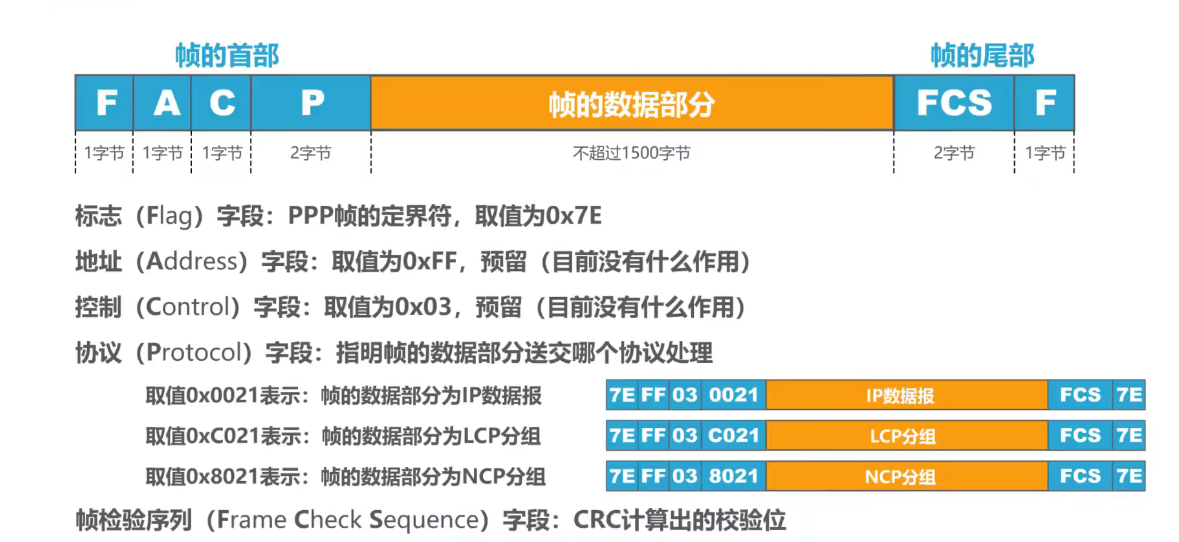 帧的首部 帧的尾部
F A C P 帧的数据部分 FCS F
1字节 1字节 1字节 2字节 不超过1500字节 2字节 1字节
标志（Flag）字段：PPP帧的定界符，取值为0x7E
地址（Address）字段：取值为0xFF，预留（目前没有什么作用）
控制（Control）字段：取值为0x03，预留（目前没有什么作用）
协议（Protocol）字段：指明帧的数据部分送交哪个协议处理
取值0x0021表示：帧的数据部分为IP数据报 7E FF 03 0021 IP数据报 FCS 7E
取值0xC021表示：帧的数据部分为LCP分组 7E FF 03 C021 LCP分组 FCS 7E
取值0x8021表示：帧的数据部分为NCP分组 7E FF 03 8021 NCP分组 FCS 7E
帧检验序列（Frame Check Sequence）字段：CRC计算出的校验位